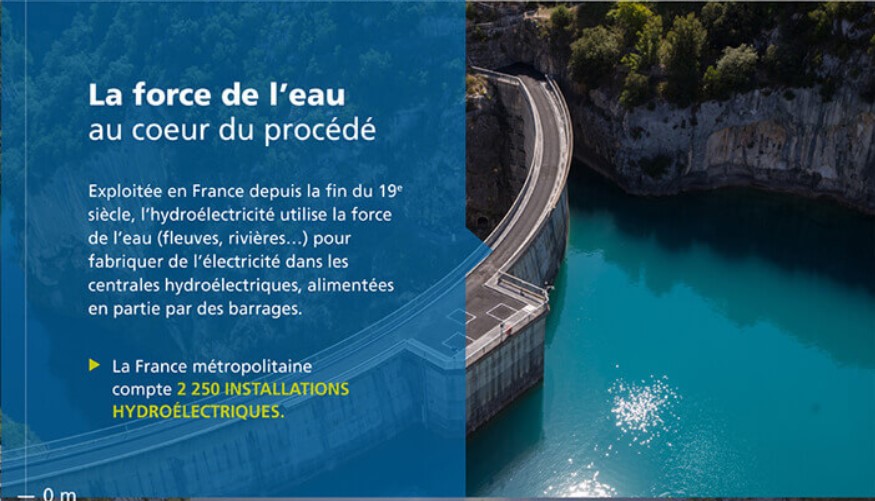 La force de l’eau
au coeur du procédé
Exploitée en France depuis la fin du 19e
siècle, l’hydroélectricité utilise la force
de l’eau (fleuves, rivières...) pour
fabriquer de l’électricité dans les
centrales hydroélectriques, alimentées
en partie par des barrages.
La France métropolitaine
compte 2 250 INSTALLATIONS
HYDROÉLECTRIQUES.
0 m